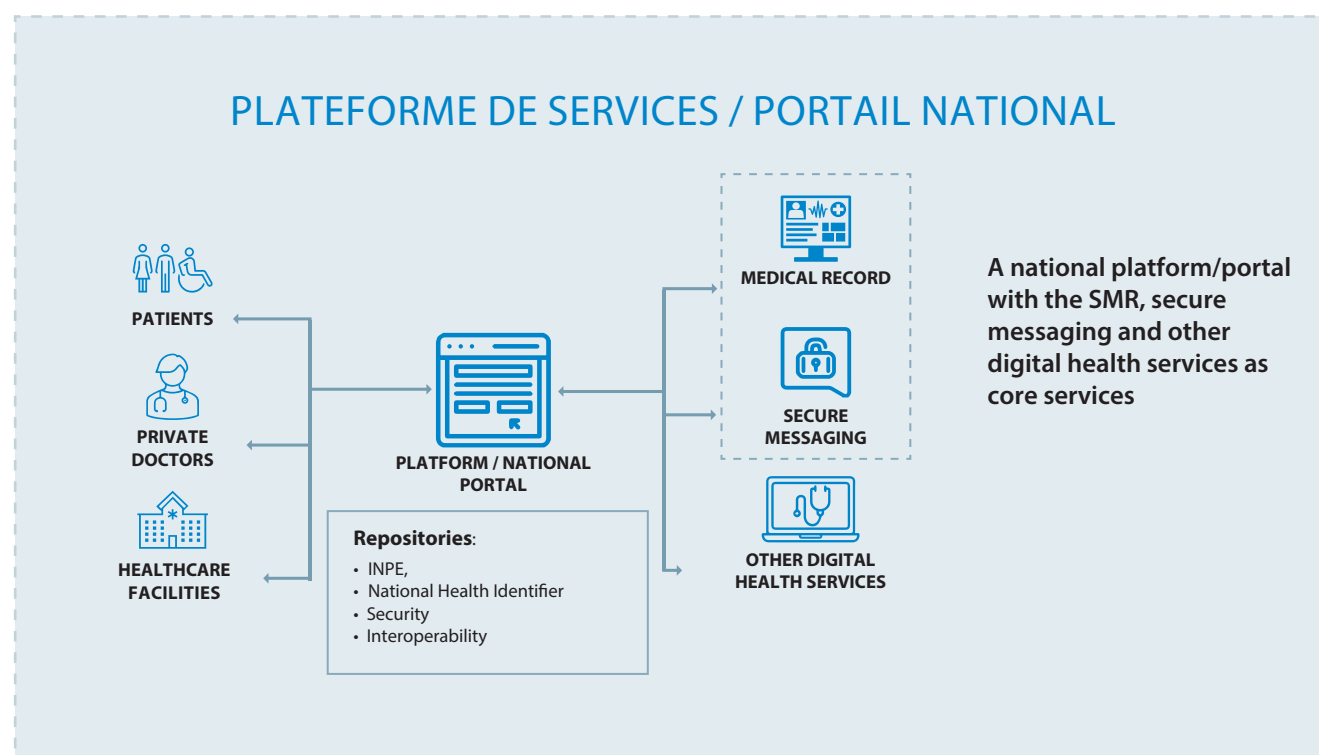 PLATEFORME DE SERVICES / PORTAIL NATIONAL
PATIENTS
PRIVATE
DOCTORS
HEALTHCARE
FACILITIES
PLATFORM / NATIONAL
PORTAL
Repositories:
• INPE,
• National Health Identifier
• Security
• Interoperability
MEDICAL RECORD
SECURE
MESSAGING
OTHER DIGITAL
HEALTH SERVICES
A national platform/portal
with the SMR, secure
messaging and other
digital health services as
core services